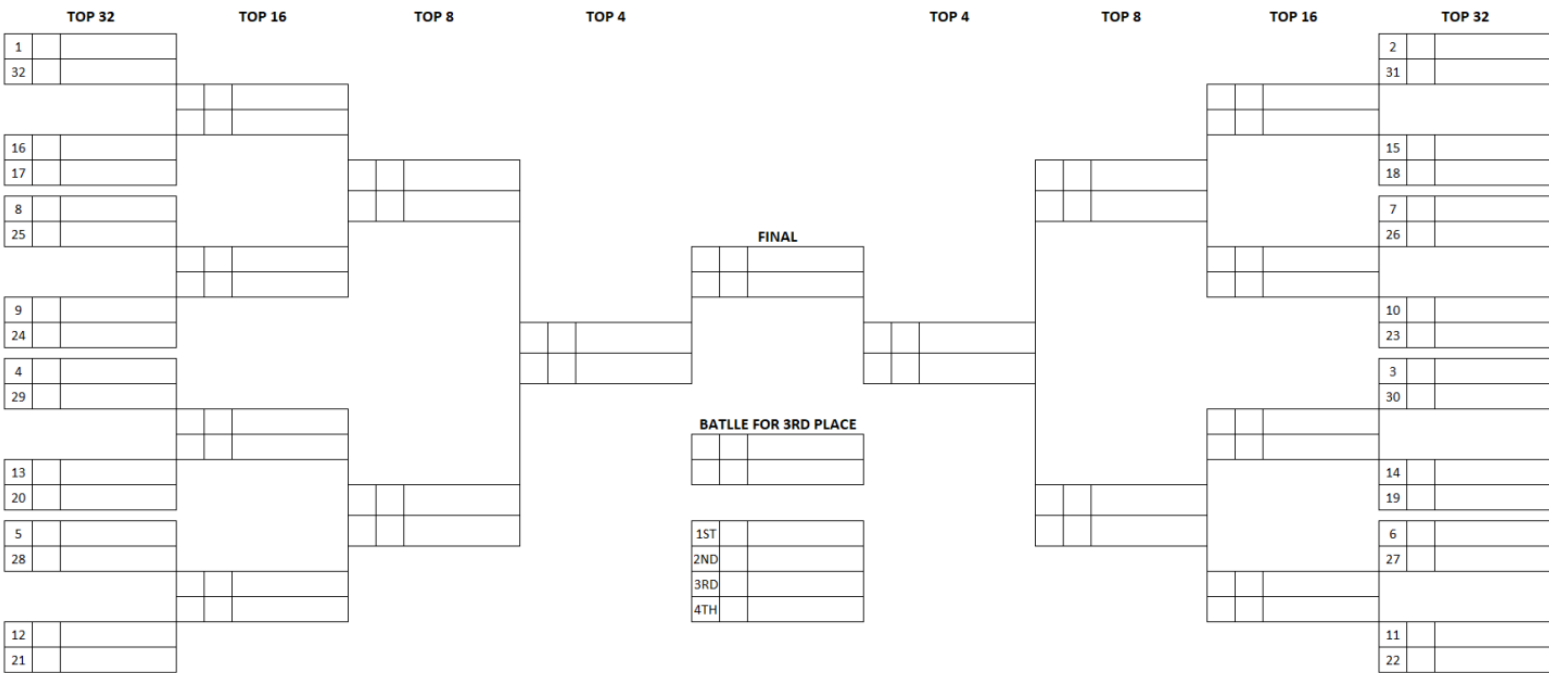 TOP 32 TOP 16 TOP 8 TOP 4 TOP 4 TOP 8 TOP 16 TOP 32
1 2
32 31
16 15
17 18
8 7
25 26
FINAL
9 10
24 23
4 3
29 30
BATLLE FOR 3RD PLACE
13 14
20 19
5 1ST 6
28 2ND 27
3RD
4TH
12 11
21 22